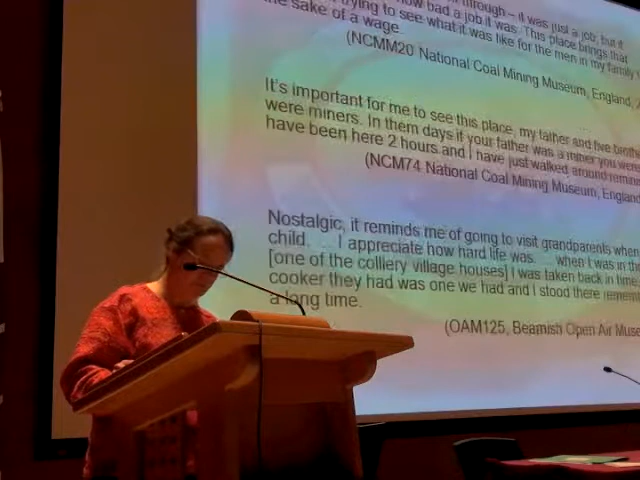 through – it was just a job, but it
how bad a job it was. This place brings that
trying to see what it was like for the men in my family
the sake of a wage.
(NCMM20 National Coal Mining Museum, England,
It's important for me to see this place, my father and five
were miners. In them days if your father was a miner you were
have been here 2 hours and I have just walked around
(NCM74 National Coal Mining Museum, England
Nostalgic, it reminds me of going to visit grandparents when
child. ... I appreciate how hard life was. ... when I was in the
[one of the colliery village houses] I was taken back in time.
cooker they had was one we had and I stood there
a long time.
(OAM125, Beamish Open Air